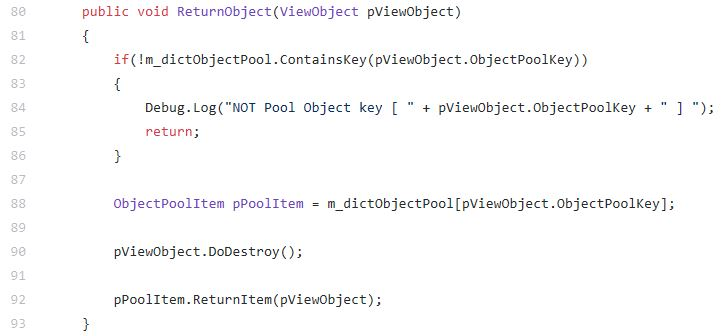 80 public void ReturnObject(ViewObject pViewObject)
81 {
82 if(!m_dictObjectPool.ContainsKey(pViewObject.ObjectPoolKey))
83 {
84 Debug.Log("NOT Pool Object key [ " + pViewObject.ObjectPoolKey + " ] ");
85 return;
86 }
87
88 ObjectPoolItem pPoolItem = m_dictObjectPool[pViewObject.ObjectPoolKey];
89
90 pViewObject.DoDestroy();
91
92 pPoolItem.ReturnItem(pViewObject);
93 }